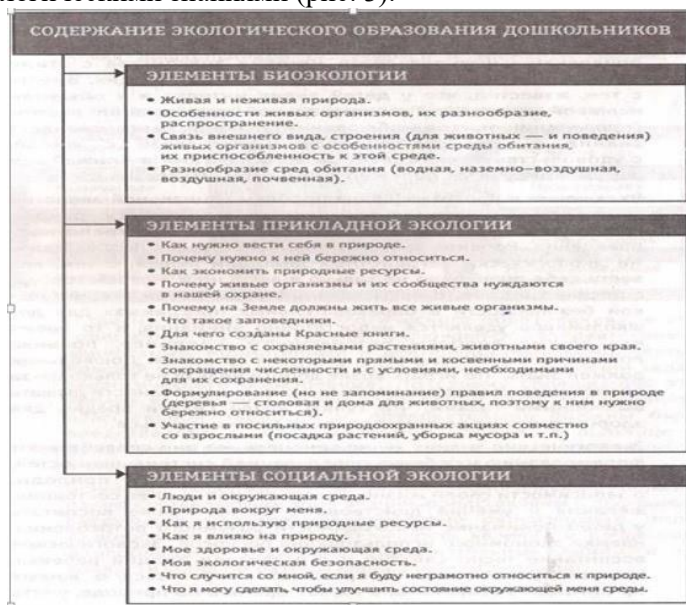 СОДЕРЖАНИЕ ЭКОЛОГИЧЕСКОГО ОБРАЗОВАНИЯ ДОШКОЛЬНИКОВ
ЭЛЕМЕНТЫ БИОЭКОЛОГИИ
• Живая и неживая природа.
• Особенности живых организмов, их разнообразие,
распространение.
• Связь внешнего вида, строения (для животных — и поведения)
живых организмов с особенностями среды обитания,
их приспособленность к этой среде.
• Разнообразие сред обитания (водная, наземно-воздушная,
воздушная, почвенная).
ЭЛЕМЕНТЫ ПРИКЛАДНОЙ ЭКОЛОГИИ
• Как нужно вести себя в природе.
• Почему нужно к ней бережно относиться.
• Как экономить природные ресурсы.
• Почему живые организмы и их сообщества нуждаются
в нашей охране.
• Почему на Земле должны жить все живые организмы.
• Что такое заповедники.
• Для чего созданы Красные книги.
• Знакомство с охраняемыми растениями, животными своего края.
• Знакомство с некоторыми прямыми и косвенными причинами
сокращения численности и с условиями, необходимыми
для их сохранения.
• Формулирование (но не запоминание) правил поведения в природе
(деревья — столовая и дома для животных, поэтому к ним нужно
бережно относиться).
• Участие в посильных природоохранных акциях совместно
со взрослыми (посадка растений, уборка мусора и т.п.)
ЭЛЕМЕНТЫ СОЦИАЛЬНОЙ ЭКОЛОГИИ
• Люди и окружающая среда.
• Природа вокруг меня.
• Как я использую природные ресурсы.
• Как я влияю на природу.
• Мое здоровье и окружающая среда.
• Моя экологическая безопасность.
• Что случится со мной, если я буду неграмотно относиться к природе.
• Что я могу сделать, чтобы улучшить состояние окружающей меня среды.